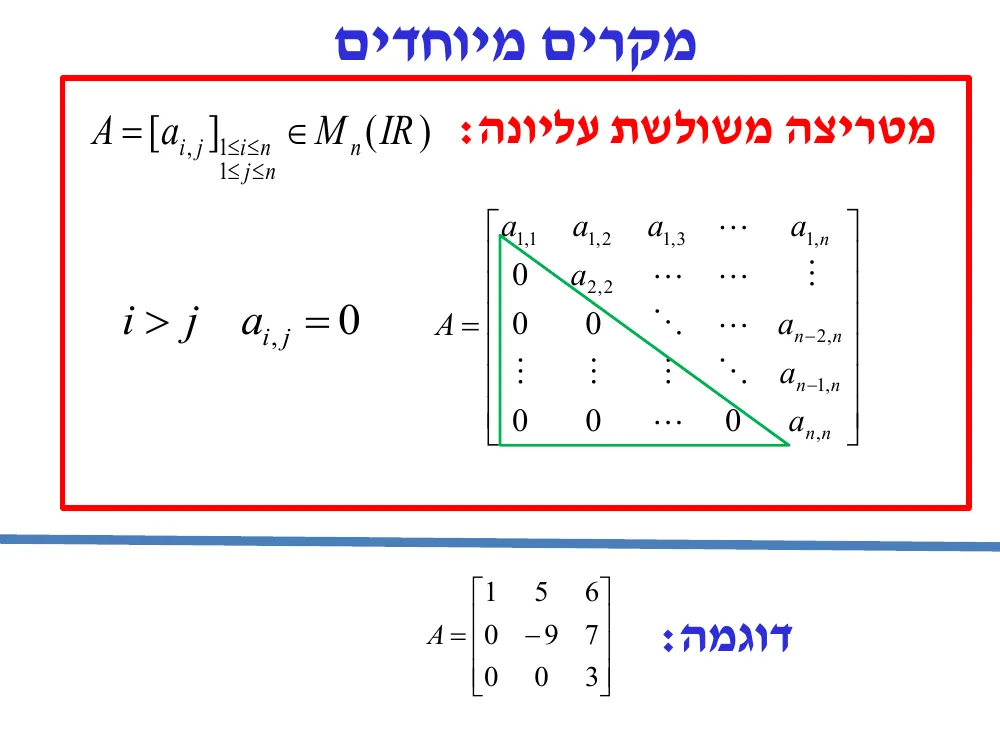 מקרים מיוחדים
מטריצה משולשת עליונה: A = [a_{i,j}]_{1≤i≤n, 1≤j≤n} ∈ M_n(IR)
i > j   a_{i,j} = 0
A = [
a_{1,1} a_{1,2} a_{1,3} ⋯ a_{1,n}
0 a_{2,2} ⋯ ⋯ ⋮
0 0 ⋱ ⋯ a_{n−2,n}
⋮ ⋮ ⋮ ⋱ a_{n−1,n}
0 0 ⋯ 0 a_{n,n}
]
דוגמה:
A = [
1 5 6
0 −9 7
0 0 3
]